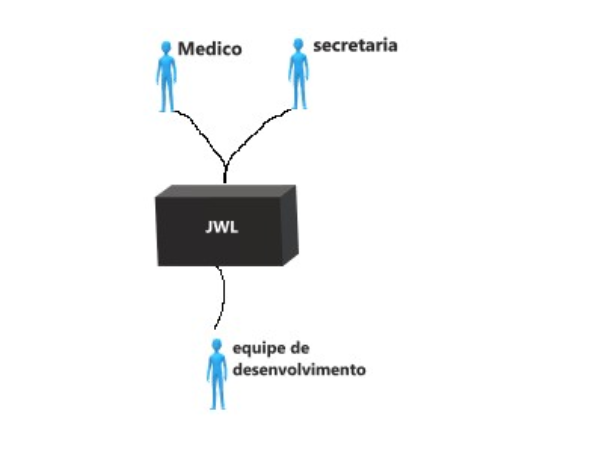 Medico
secretaria
JWL
equipe de
desenvolvimento